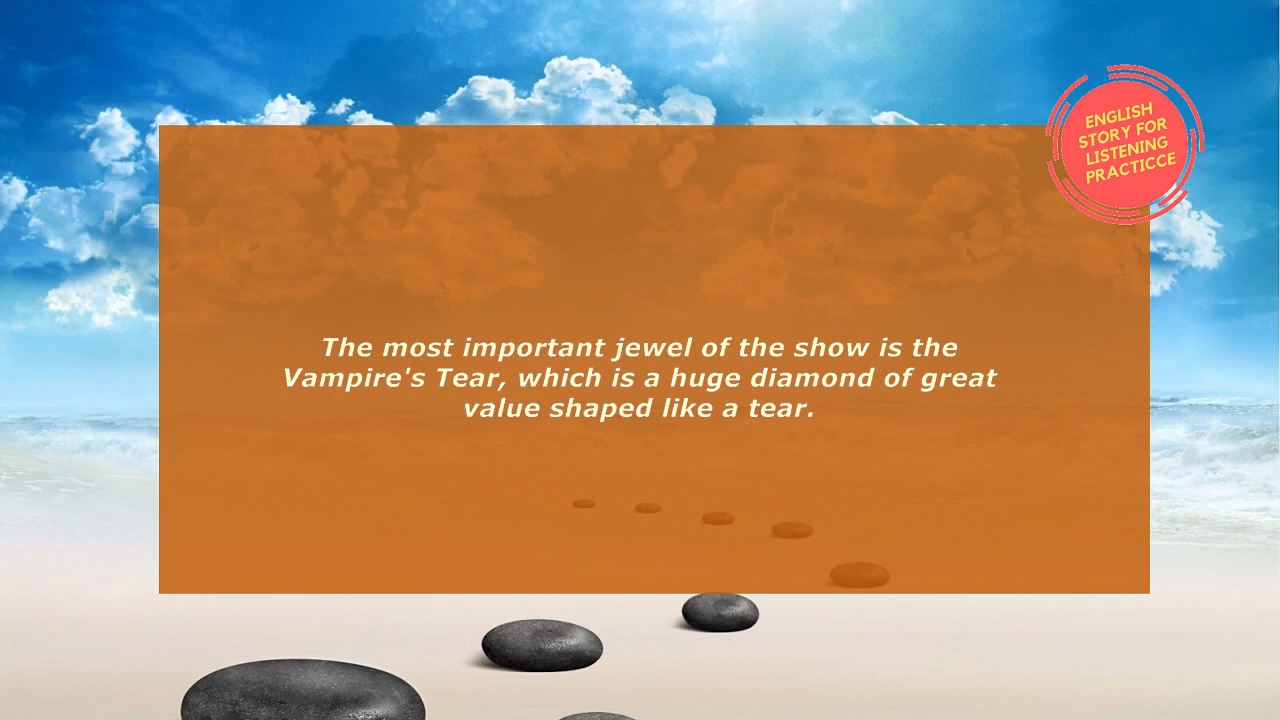 ENGLISH
STORY FOR
LISTENING
PRACTICCE
The most important jewel of the show is the
Vampire's Tear, which is a huge diamond of great
value shaped like a tear.